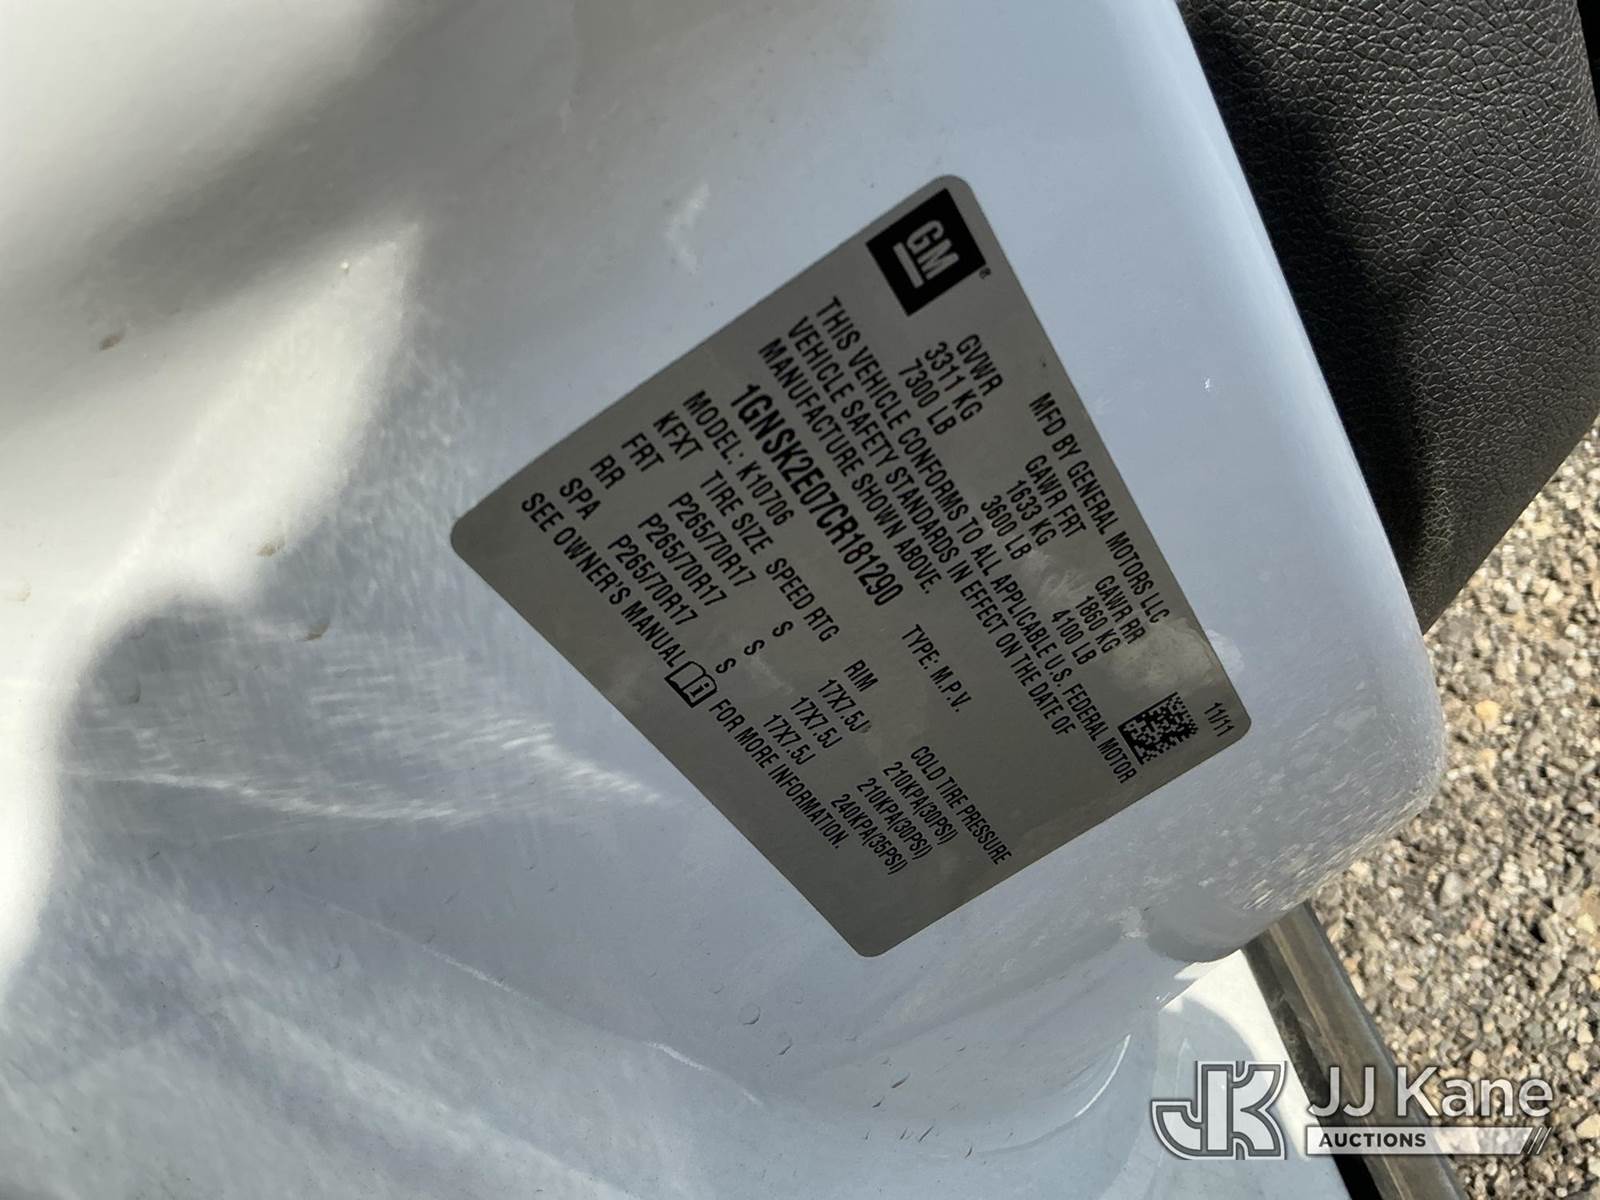 GM®
MFD BY GENERAL MOTORS LLC 11/11
GVWR GAWR FRT GAWR RR
3311 KG 1633 KG 1860 KG
7300 LB 3600 LB 4100 LB
THIS VEHICLE CONFORMS TO ALL APPLICABLE U.S. FEDERAL MOTOR
VEHICLE SAFETY STANDARDS IN EFFECT ON THE DATE OF
MANUFACTURE SHOWN ABOVE.
1GNSK2E07CR181290 TYPE: M.P.V.
MODEL: K10706
KFXT TIRE SIZE SPEED RTG RIM COLD TIRE PRESSURE
FRT P265/70R17 S 17X7.5J 210KPA(30PSI)
RR P265/70R17 S 17X7.5J 210KPA(30PSI)
SPA P265/70R17 S 17X7.5J 240KPA(35PSI)
SEE OWNER'S MANUAL i FOR MORE INFORMATION.
JK JJ Kane
AUCTIONS